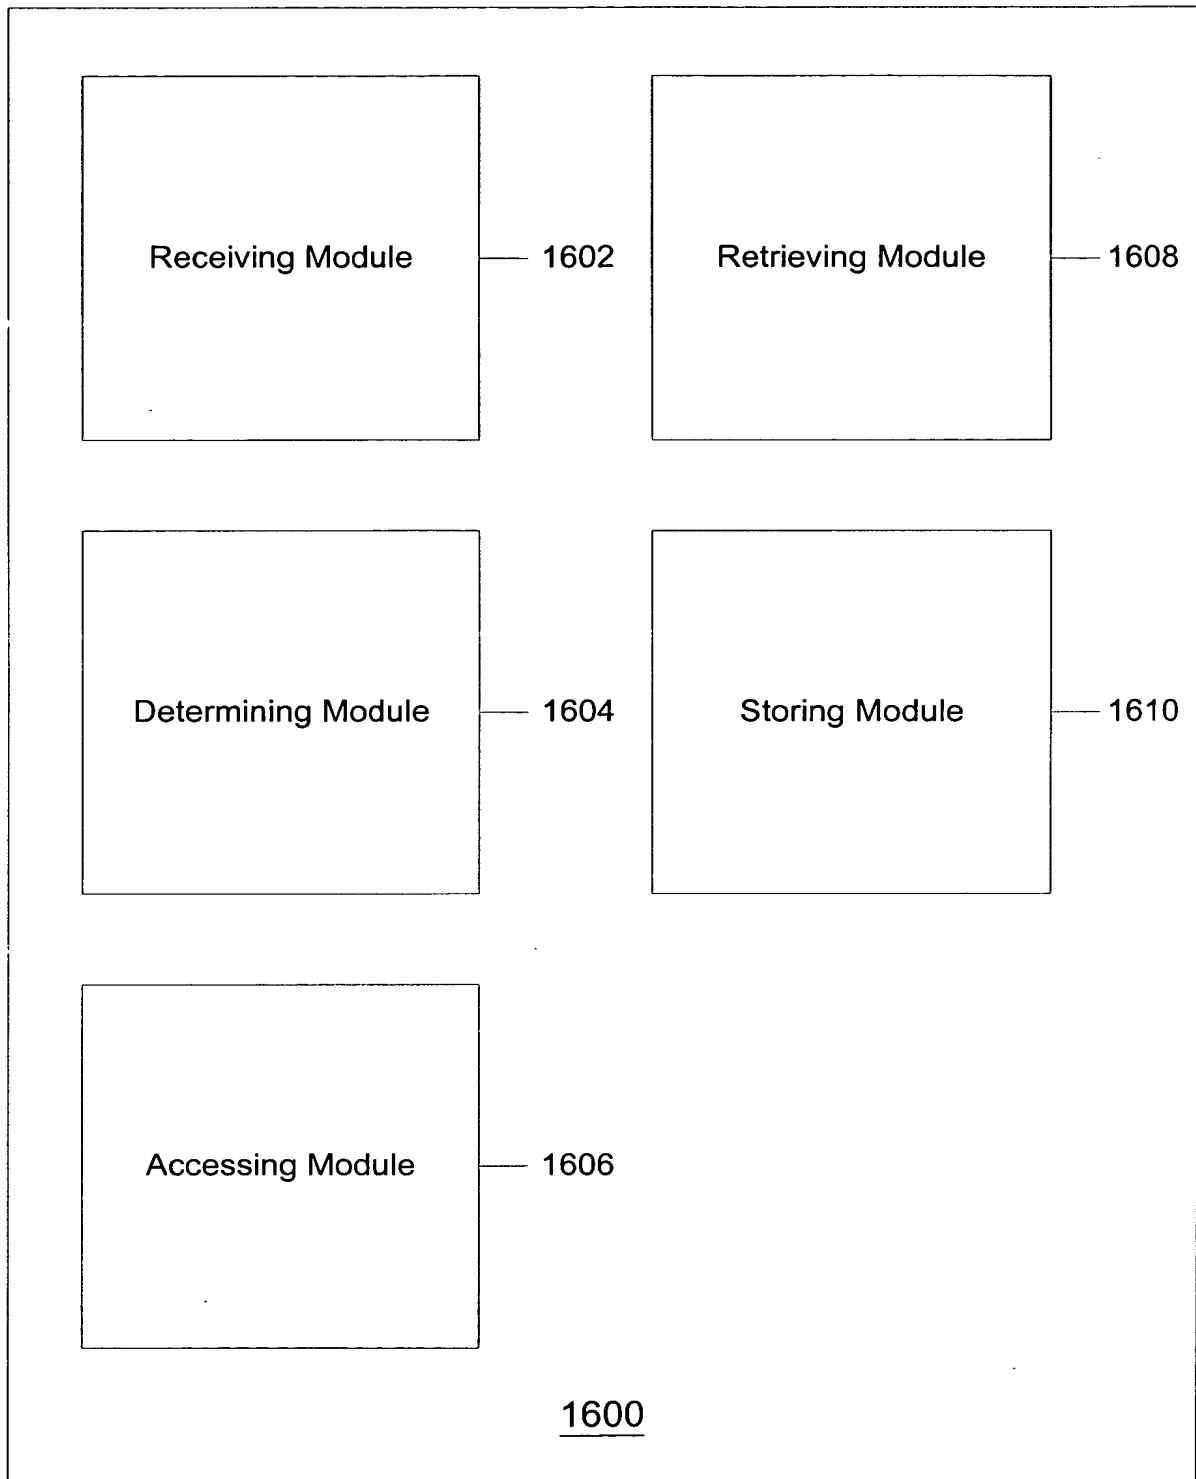 Receiving Module 1602
Retrieving Module 1608
Determining Module 1604
Storing Module 1610
Accessing Module 1606
1600